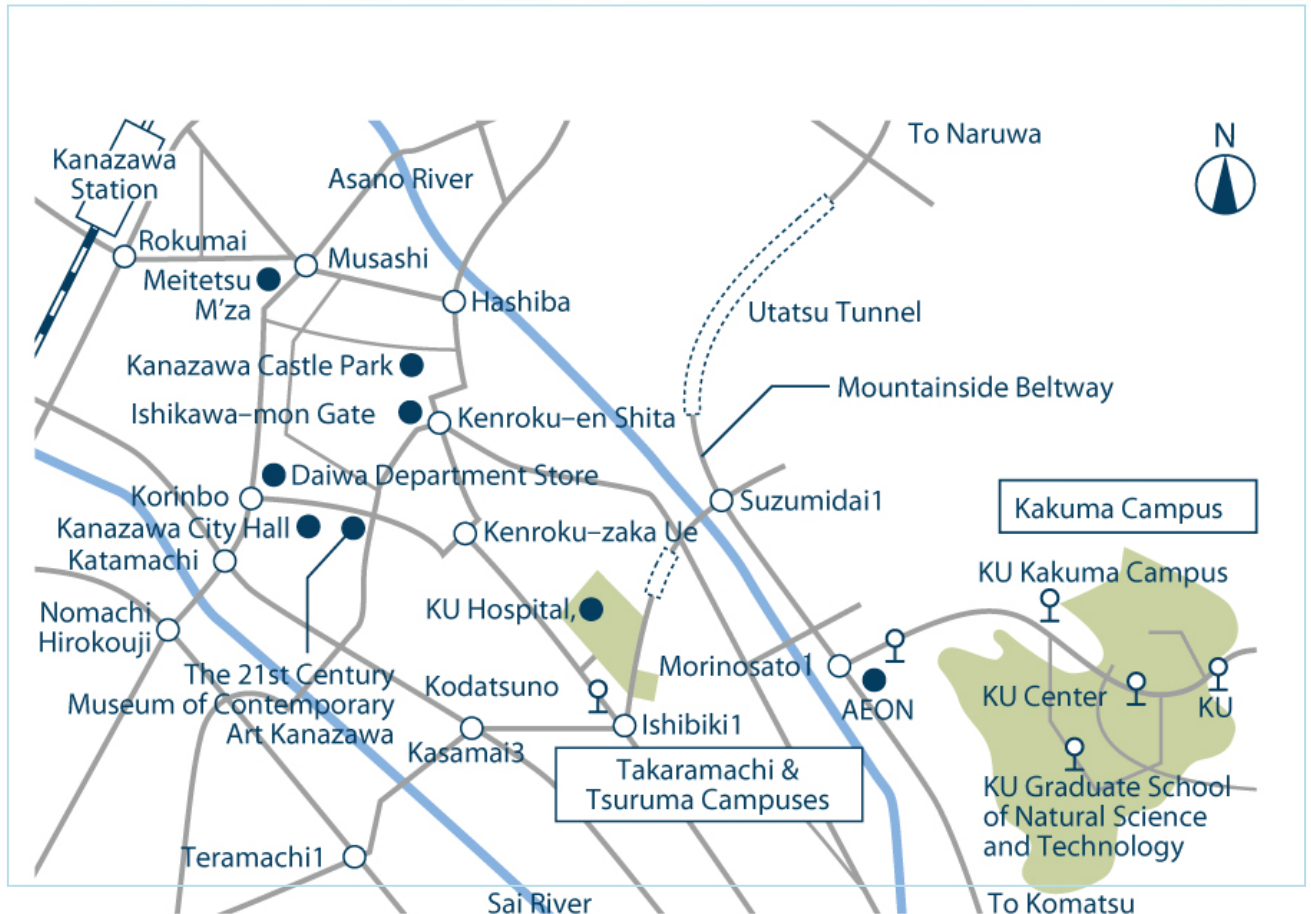 To Naruwa
N
Kanazawa
Station
Asano River
Rokumai
Musashi
Meitetsu
M'za
Hashiba
Utatsu Tunnel
Kanazawa Castle Park
Mountainside Beltway
Ishikawa–mon Gate
Kenroku–en Shita
Daiwa Department Store
Korinbo
Suzumidai1
Kakuma Campus
Kanazawa City Hall
Kenroku–zaka Ue
Katamachi
KU Kakuma Campus
Nomachi
Hirokouji
KU Hospital,
The 21st Century
Museum of Contemporary
Art Kanazawa
Kodatsuno
Morinosato1
AEON
KU Center
KU
Ishibiki1
Kasamai3
Takaramachi &
Tsuruma Campuses
KU Graduate School
of Natural Science
and Technology
Teramachi1
Sai River
To Komatsu